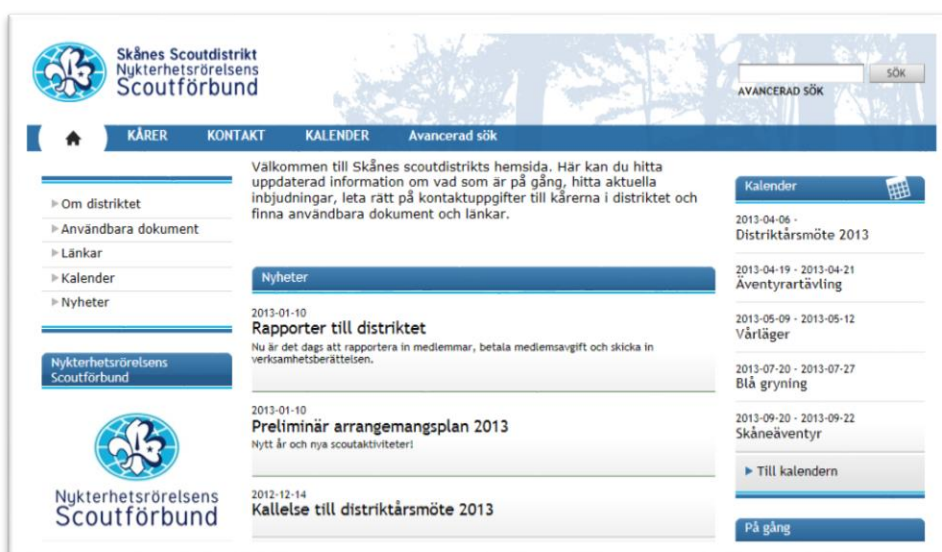 Skånes Scoutdistrikt
Nykterhetsrörelsens
Scoutförbund
SÖK
AVANCERAD SÖK
KÅRER KONTAKT KALENDER Avancerad sök
Om distriktet
Användbara dokument
Länkar
Kalender
Nyheter
Nykterhetsrörelsens
Scoutförbund
Nykterhetsrörelsens
Scoutförbund
Välkommen till Skånes scoutdistrikts hemsida. Här kan du hitta
uppdaterad information om vad som är på gång, hitta aktuella
inbjudningar, leta rätt på kontaktuppgifter till kårerna i distriktet och
finna användbara dokument och länkar.
Nyheter
2013-01-10
Rapporter till distriktet
Nu är det dags att rapportera in medlemmar, betala medlemsavgift och skicka in
verksamhetsberättelsen.
2013-01-10
Preliminär arrangemangsplan 2013
Nytt år och nya scoutaktiviteter!
2012-12-14
Kallelse till distriktårsmöte 2013
Kalender
2013-04-06 -
Distriktårsmöte 2013
2013-04-19 - 2013-04-21
Äventyrartävling
2013-05-09 - 2013-05-12
Vårläger
2013-07-20 - 2013-07-27
Blå gryning
2013-09-20 - 2013-09-22
Skåneäventyr
Till kalendern
På gång